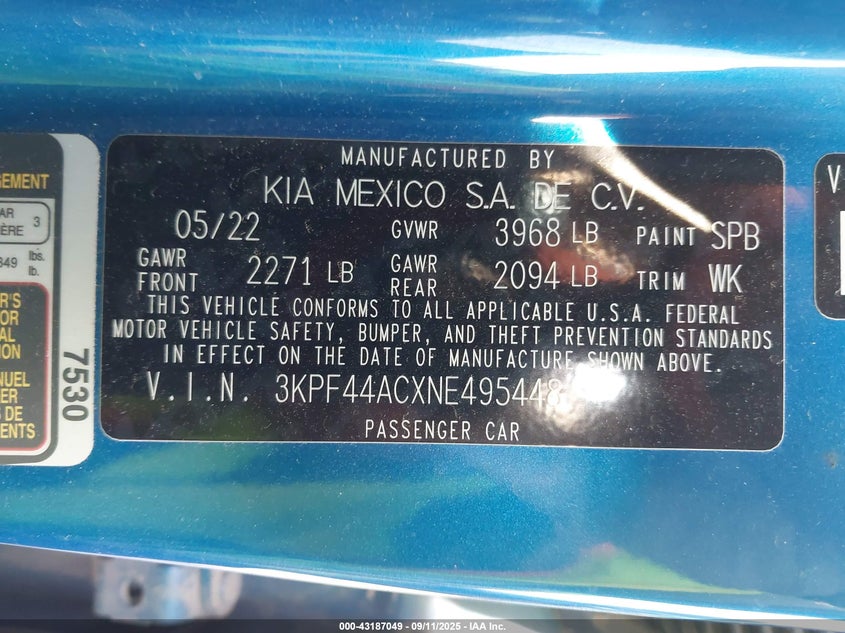 MANUFACTURED BY
KIA MEXICO S.A. DE C.V.
05/22 GVWR 3968 LB PAINT SPB
GAWR FRONT 2271 LB GAWR REAR 2094 LB TRIM WK
THIS VEHICLE CONFORMS TO ALL APPLICABLE U.S.A. FEDERAL
MOTOR VEHICLE SAFETY, BUMPER, AND THEFT PREVENTION STANDARDS
IN EFFECT ON THE DATE OF MANUFACTURE SHOWN ABOVE.
V.I.N. 3KPF44ACXNE495448
PASSENGER CAR
3
lbs.
lb.
7530
V
000-43187049 - 09/11/2025 - IAA Inc.